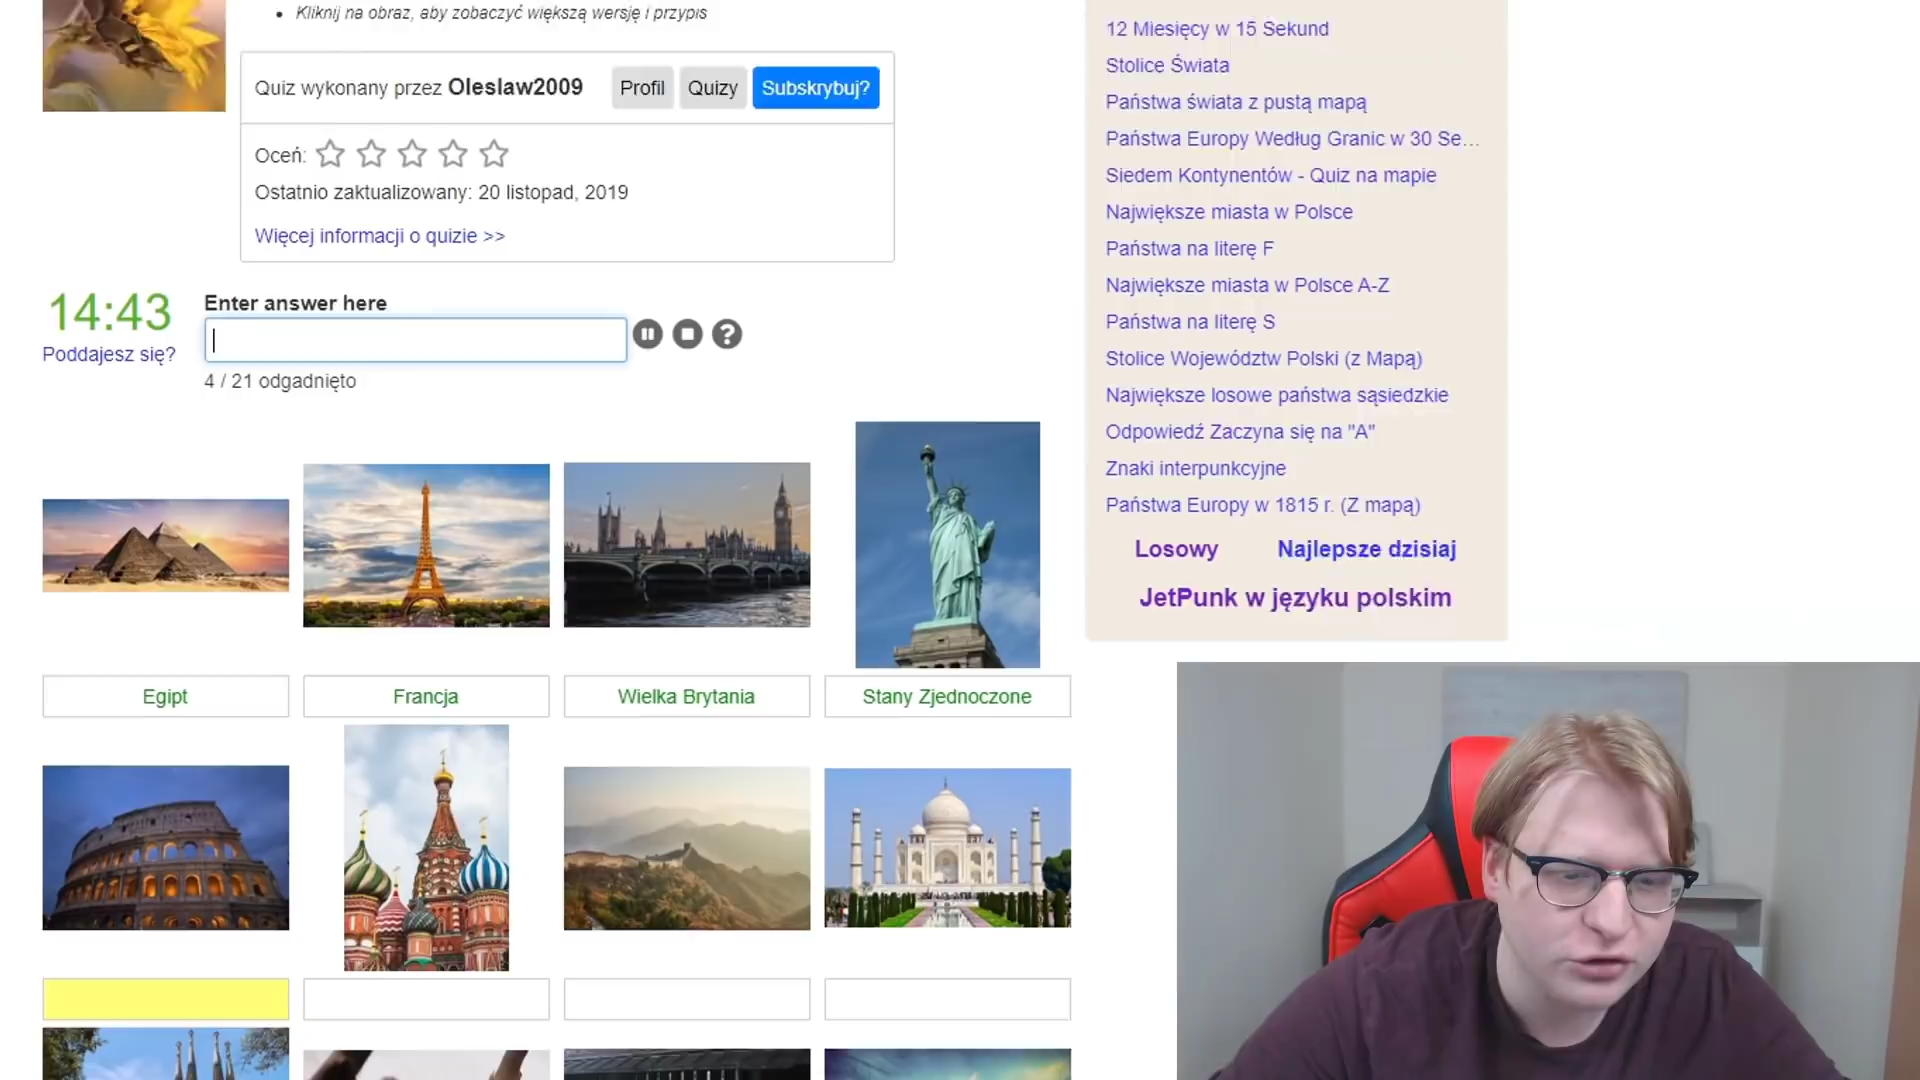 Kliknij na obraz, aby zobaczyć większą wersję i przypis
Quiz wykonany przez Oleslaw2009
Profil
Quizy
Subskrybuj?
Oceń:
Ostatnio zaktualizowany: 20 listopad, 2019
Więcej informacji o quizie >>
14:43
Poddajesz się?
Enter answer here
4 / 21 odgadnięto
Egipt
Francja
Wielka Brytania
Stany Zjednoczone
12 Miesięcy w 15 Sekund
Stolice Świata
Państwa świata z pustą mapą
Państwa Europy Według Granic w 30 Se…
Siedem Kontynentów - Quiz na mapie
Największe miasta w Polsce
Państwa na literę F
Największe miasta w Polsce A-Z
Państwa na literę S
Stolice Województw Polski (z Mapą)
Największe losowe państwa sąsiedzkie
Odpowiedź Zaczyna się na "A"
Znaki interpunkcyjne
Państwa Europy w 1815 r. (Z mapą)
Losowy
Najlepsze dzisiaj
JetPunk w języku polskim